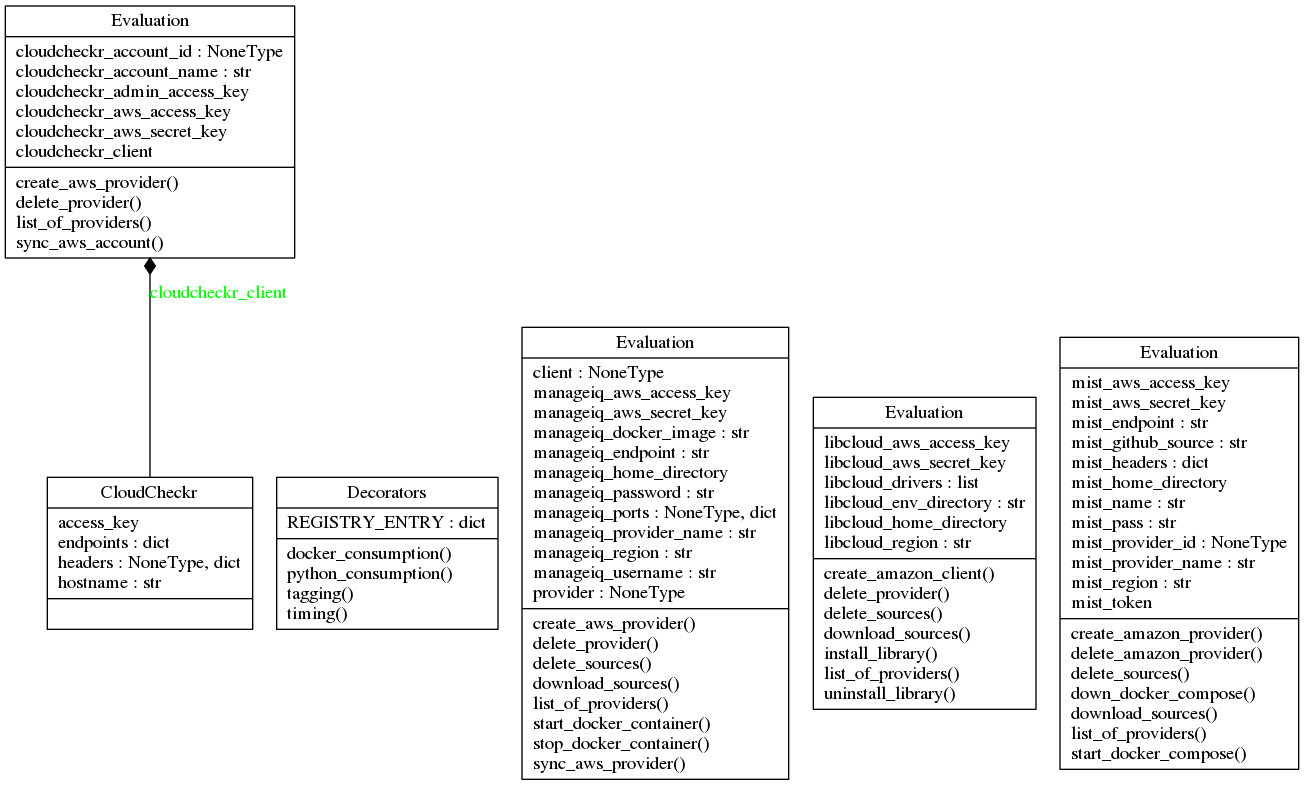 Evaluation
cloudcheckr_account_id : NoneType
cloudcheckr_account_name : str
cloudcheckr_admin_access_key
cloudcheckr_aws_access_key
cloudcheckr_aws_secret_key
cloudcheckr_client
create_aws_provider()
delete_provider()
list_of_providers()
sync_aws_account()
cloudcheckr_client
CloudCheckr
access_key
endpoints : dict
headers : NoneType, dict
hostname : str
Decorators
REGISTRY_ENTRY : dict
docker_consumption()
python_consumption()
tagging()
timing()
Evaluation
client : NoneType
manageiq_aws_access_key
manageiq_aws_secret_key
manageiq_docker_image : str
manageiq_endpoint : str
manageiq_home_directory
manageiq_password : str
manageiq_ports : NoneType, dict
manageiq_provider_name : str
manageiq_region : str
manageiq_username : str
provider : NoneType
create_aws_provider()
delete_provider()
delete_sources()
download_sources()
list_of_providers()
start_docker_container()
stop_docker_container()
sync_aws_provider()
Evaluation
libcloud_aws_access_key
libcloud_aws_secret_key
libcloud_drivers : list
libcloud_env_directory : str
libcloud_home_directory
libcloud_region : str
create_amazon_client()
delete_provider()
delete_sources()
download_sources()
install_library()
list_of_providers()
uninstall_library()
Evaluation
mist_aws_access_key
mist_aws_secret_key
mist_endpoint : str
mist_github_source : str
mist_headers : dict
mist_home_directory
mist_name : str
mist_pass : str
mist_provider_id : NoneType
mist_provider_name : str
mist_region : str
mist_token
create_amazon_provider()
delete_amazon_provider()
delete_sources()
down_docker_compose()
download_sources()
list_of_providers()
start_docker_compose()